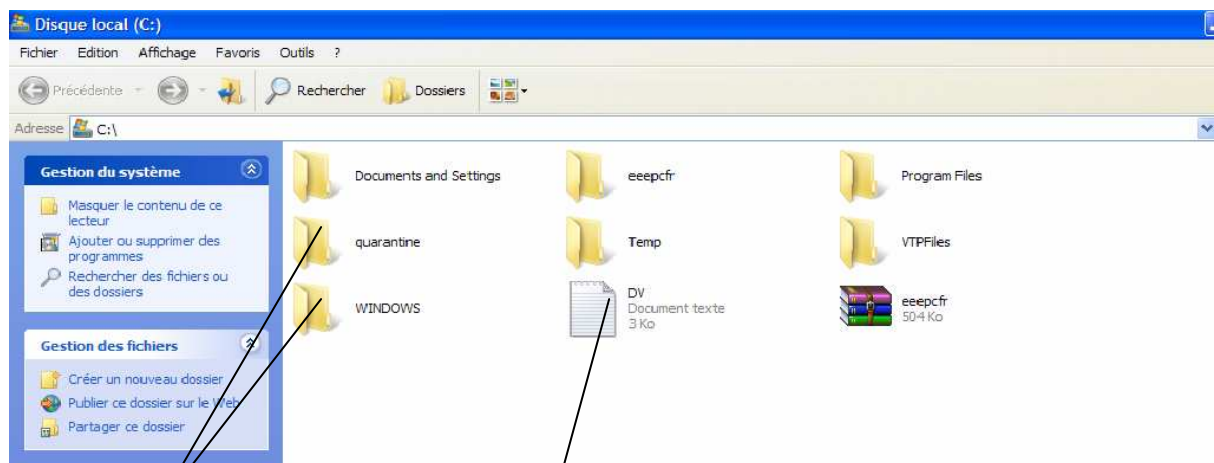 Disque local (C:)
Fichier Edition Affichage Favoris Outils ?
Précédente Rechercher Dossiers
Adresse C:\
Gestion du système
Masquer le contenu de ce
lecteur
Ajouter ou supprimer des
programmes
Rechercher des fichiers ou
des dossiers
Gestion des fichiers
Créer un nouveau dossier
Publier ce dossier sur le Web
Partager ce dossier
Documents and Settings eeepcfr Program Files
quarantine Temp VTPFiles
WINDOWS DV
Document texte
3 Ko
eeepcfr
504 Ko